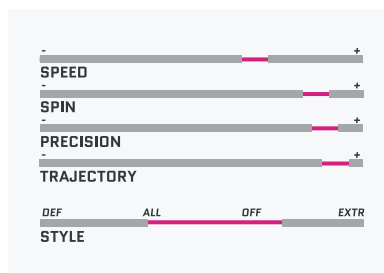 - +
SPEED
- +
SPIN
- +
PRECISION
- +
TRAJECTORY
DEF ALL OFF EXTR
STYLE